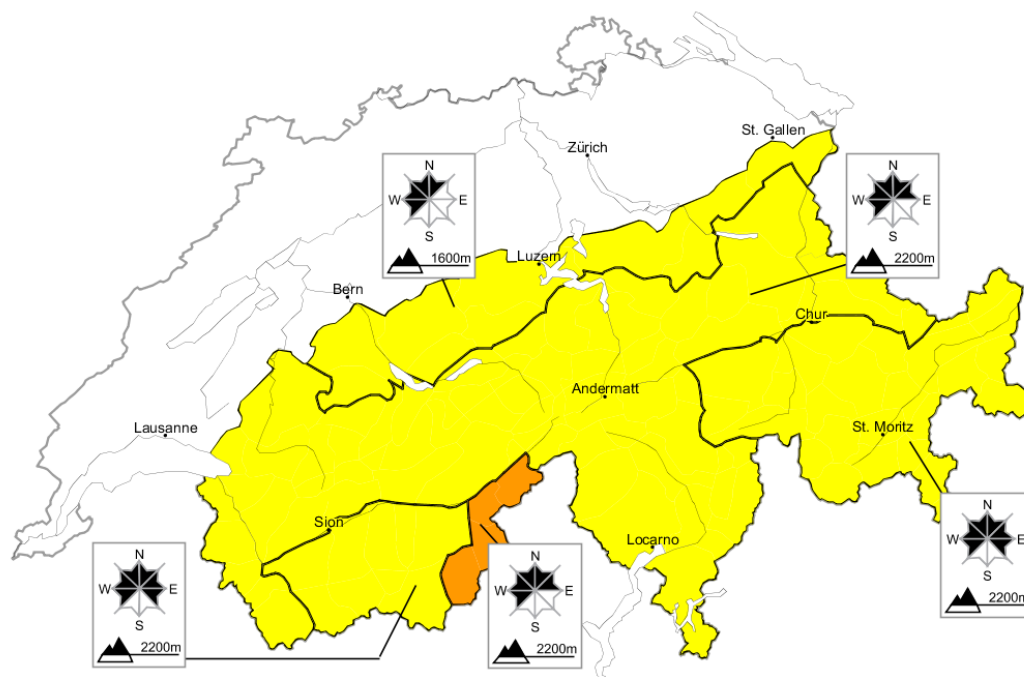 St. Gallen
Zürich
N
W E
S
1600m
N
W E
S
2200m
Luzern
Bern
Chur
Andermatt
Lausanne
St. Moritz
N
W E
S
2200m
Sion
Locarno
N
W E
S
2200m
N
W E
S
2200m